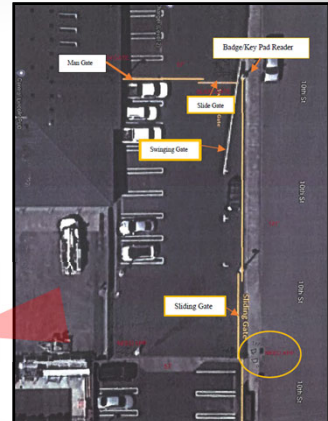 Badge/Key Pad Reader
Man Gate
10th St
Slide Gate
Swinging Gate
10th St
Sliding Gate
Sliding Gate
10th St
10th St